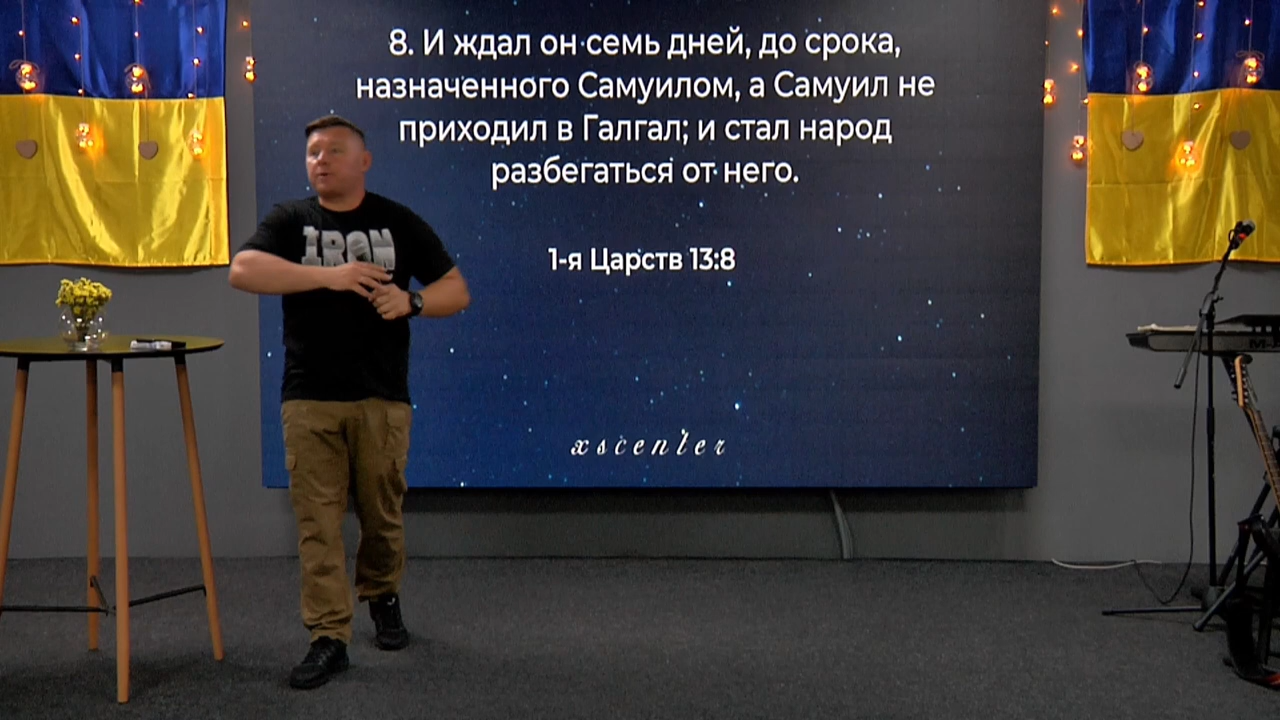 8. И ждал он семь дней, до срока,
назначенного Самуилом, а Самуил не
приходил в Галгал; и стал народ
разбегаться от него.
1-я Царств 13:8
IRON
xscenter